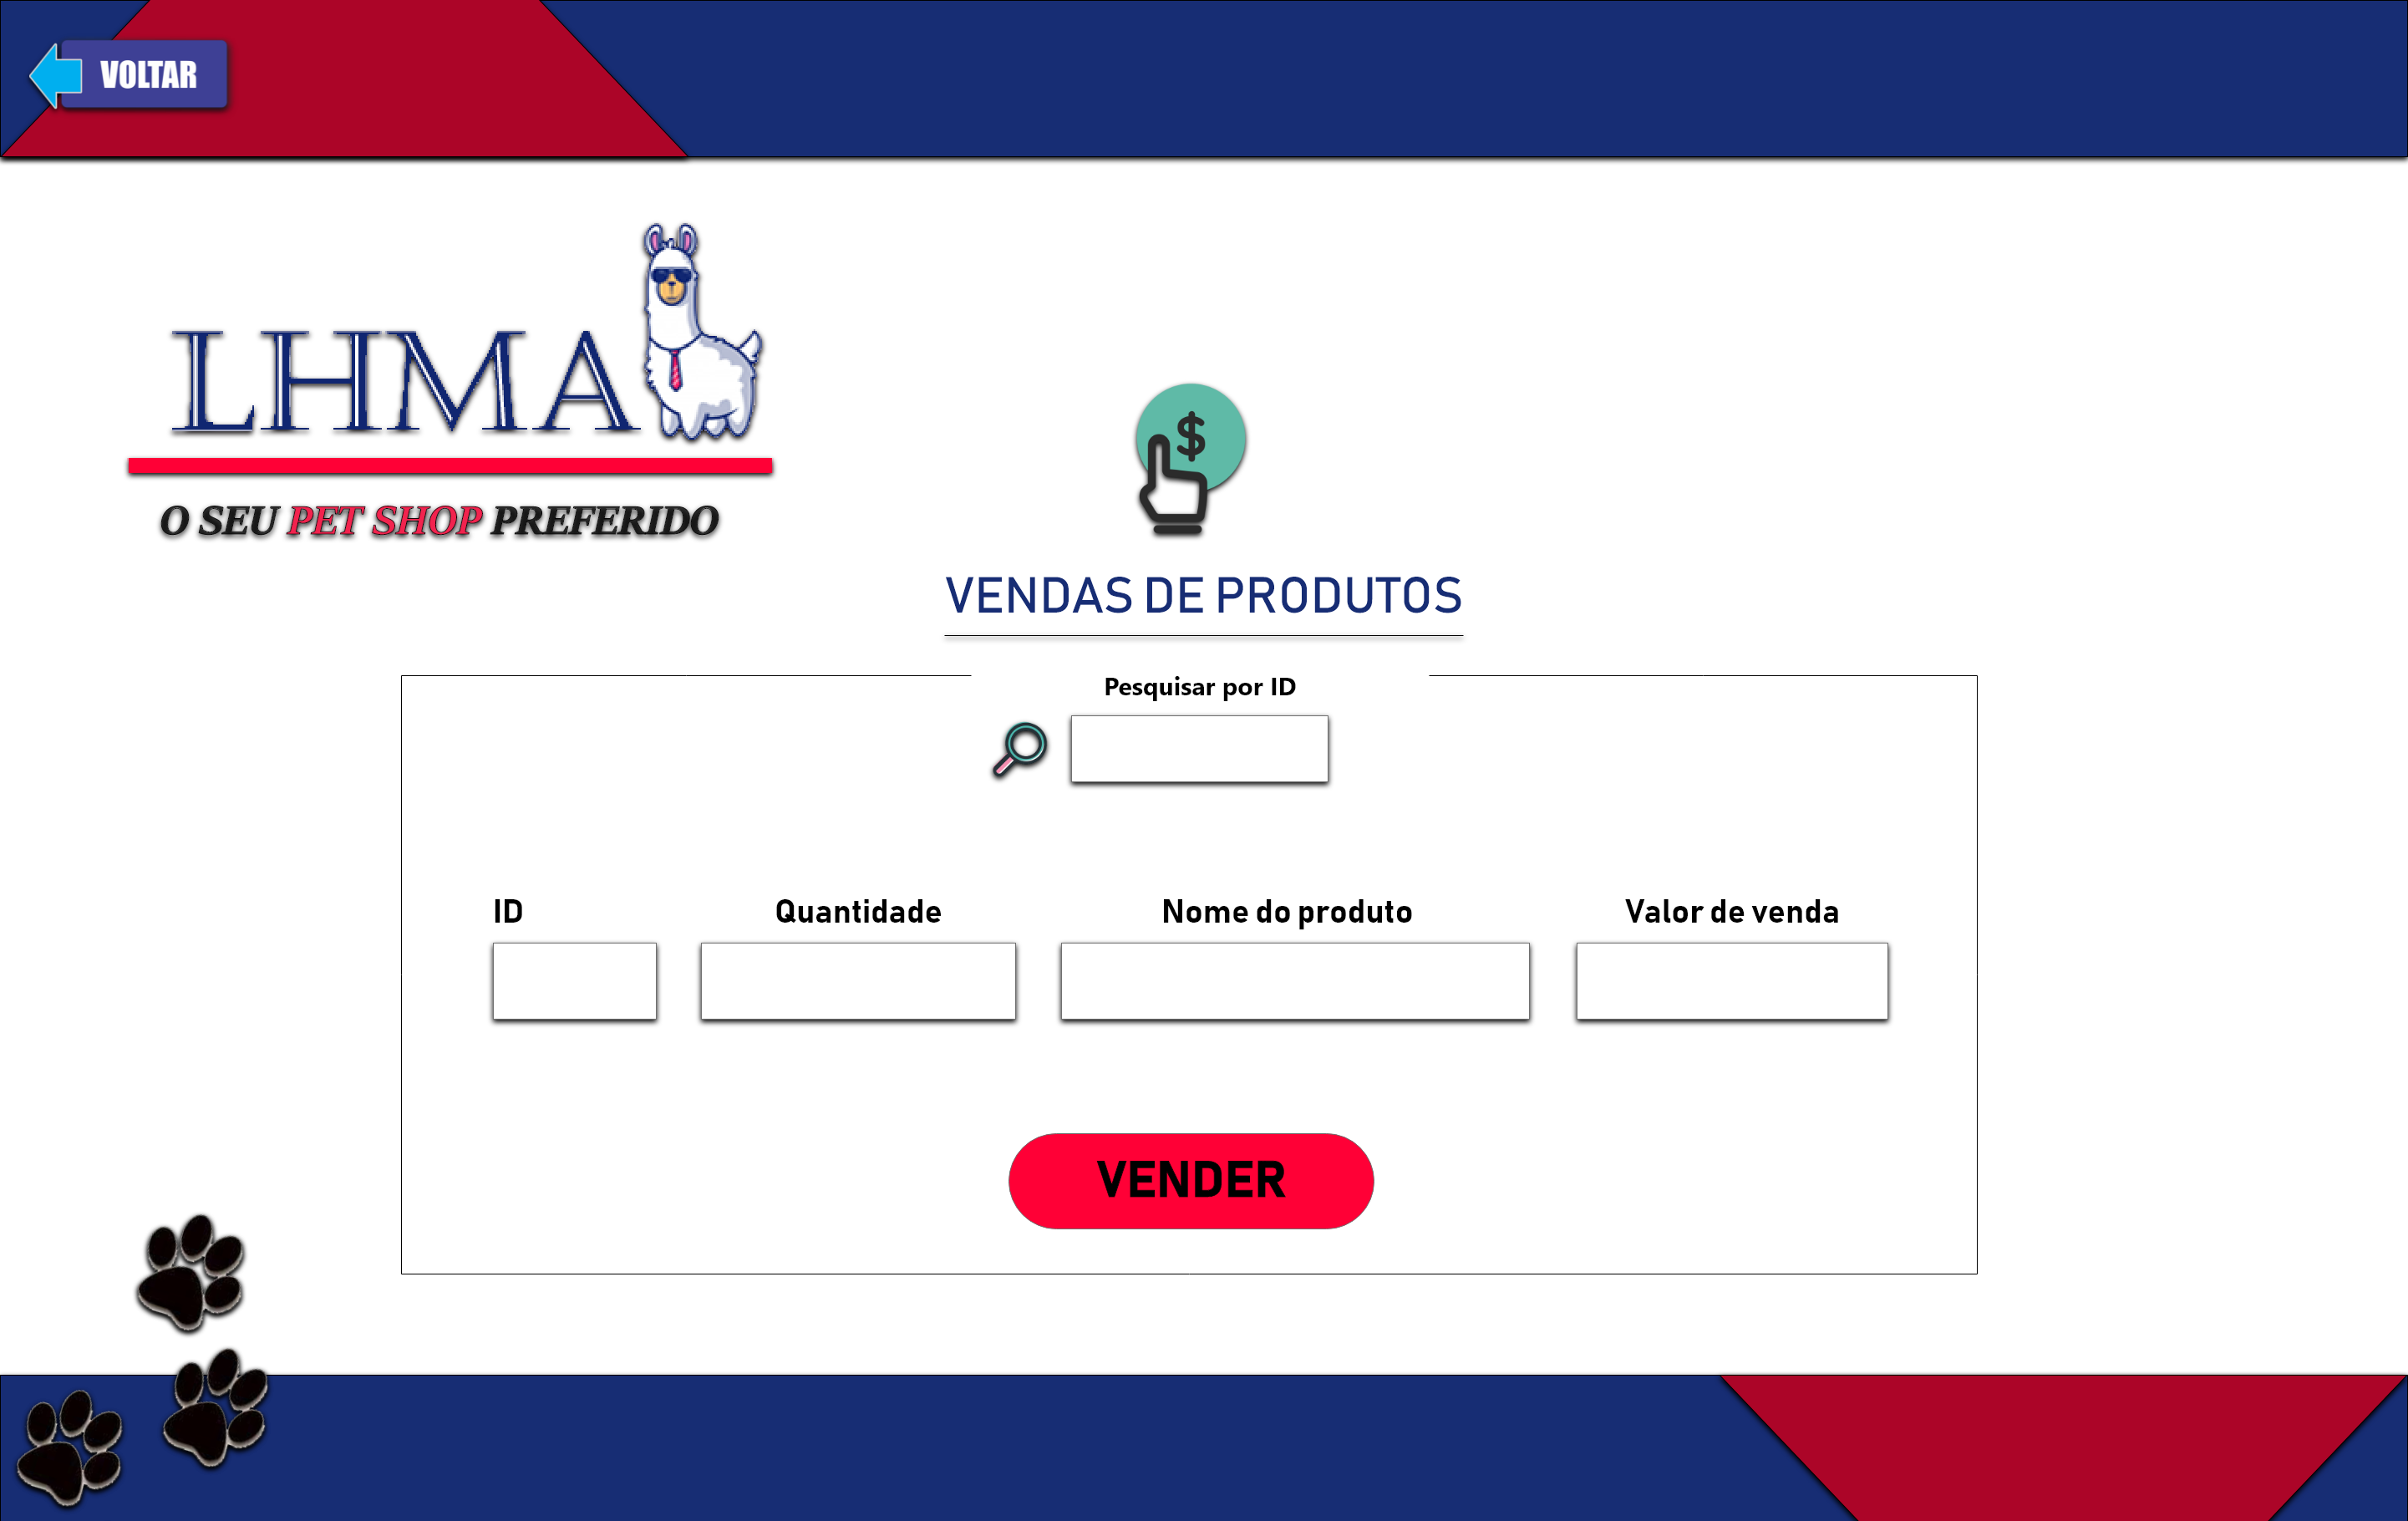 VOLTAR
LHMA
O SEU PET SHOP PREFERIDO
$
VENDAS DE PRODUTOS
Pesquisar por ID
ID Quantidade Nome do produto Valor de venda
VENDER